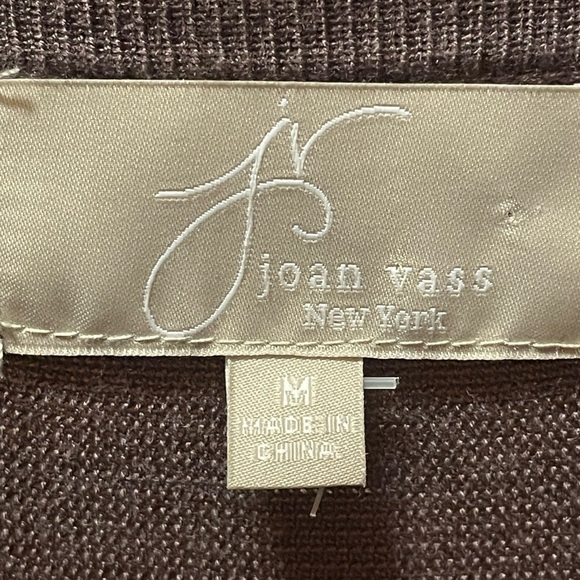 jv
joan vass
New York
M
MADE IN
CHINA